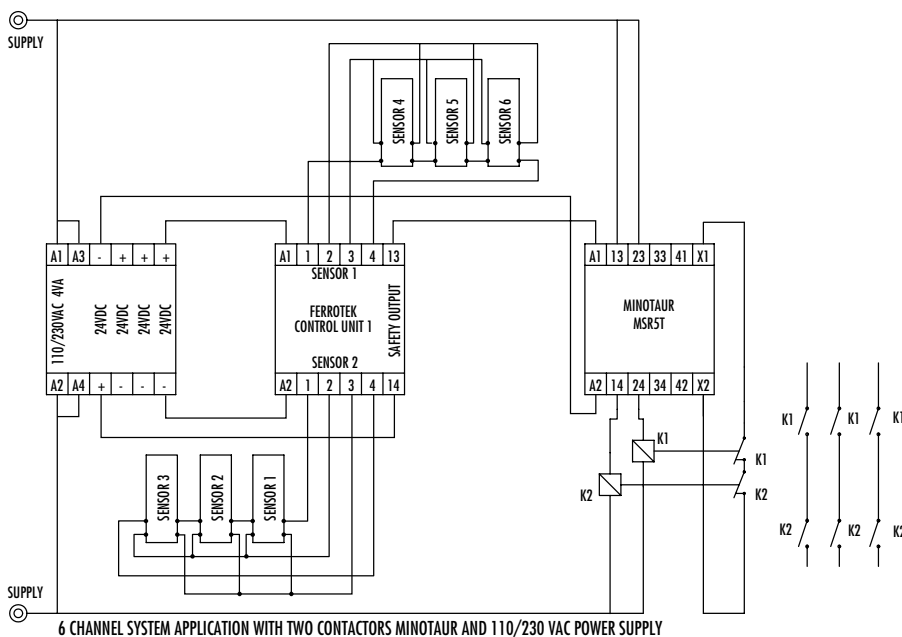 SUPPLY
SENSOR 4
SENSOR 5
SENSOR 6
A1 A3 - + + +
110/230VAC 4VA
24VDC
24VDC
24VDC
24VDC
A2 A4 + - - -
A1 1 2 3 4 13
SENSOR 1
FERROTEK
CONTROL UNIT 1
SENSOR 2
SAFETY OUTPUT
A2 1 2 3 4 14
A1 13 23 33 41 X1
MINOTAUR
MSR5T
A2 14 24 34 42 X2
K1
K2
K1
K2
K1 K1 K1
K2 K2 K2
SENSOR 3
SENSOR 2
SENSOR 1
SUPPLY
6 CHANNEL SYSTEM APPLICATION WITH TWO CONTACTORS MINOTAUR AND 110/230 VAC POWER SUPPLY